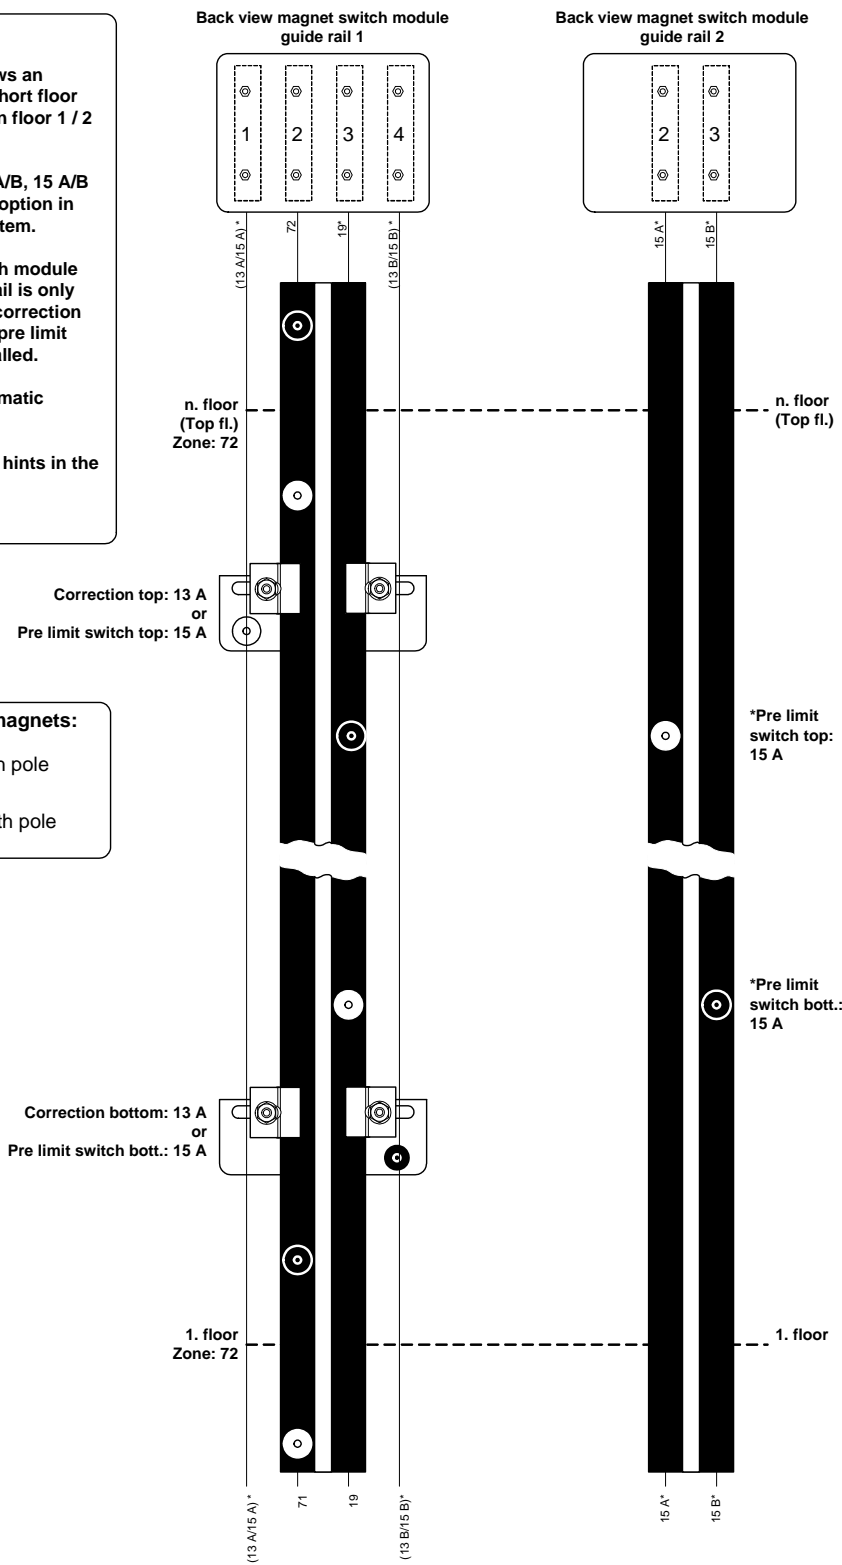 Back view magnet switch module
guide rail 1
Back view magnet switch module
guide rail 2
ws an
hort floor
n floor 1 / 2
A/B, 15 A/B
option in
tem.
h module
ail is only
correction
pre limit
alled.
matic
hints in the
1
2
3
4
2
3
(13 A/15 A) *
72
19*
(13 B/15 B) *
15 A*
15 B*
n. floor
(Top fl.)
Zone: 72
n. floor
(Top fl.)
Correction top: 13 A
or
Pre limit switch top: 15 A
magnets:
h pole
th pole
*Pre limit
switch top:
15 A
*Pre limit
switch bott.:
15 A
Correction bottom: 13 A
or
Pre limit switch bott.: 15 A
1. floor
Zone: 72
1. floor
(13 A/15 A) *
71
19
(13 B/15 B)*
15 A*
15 B*